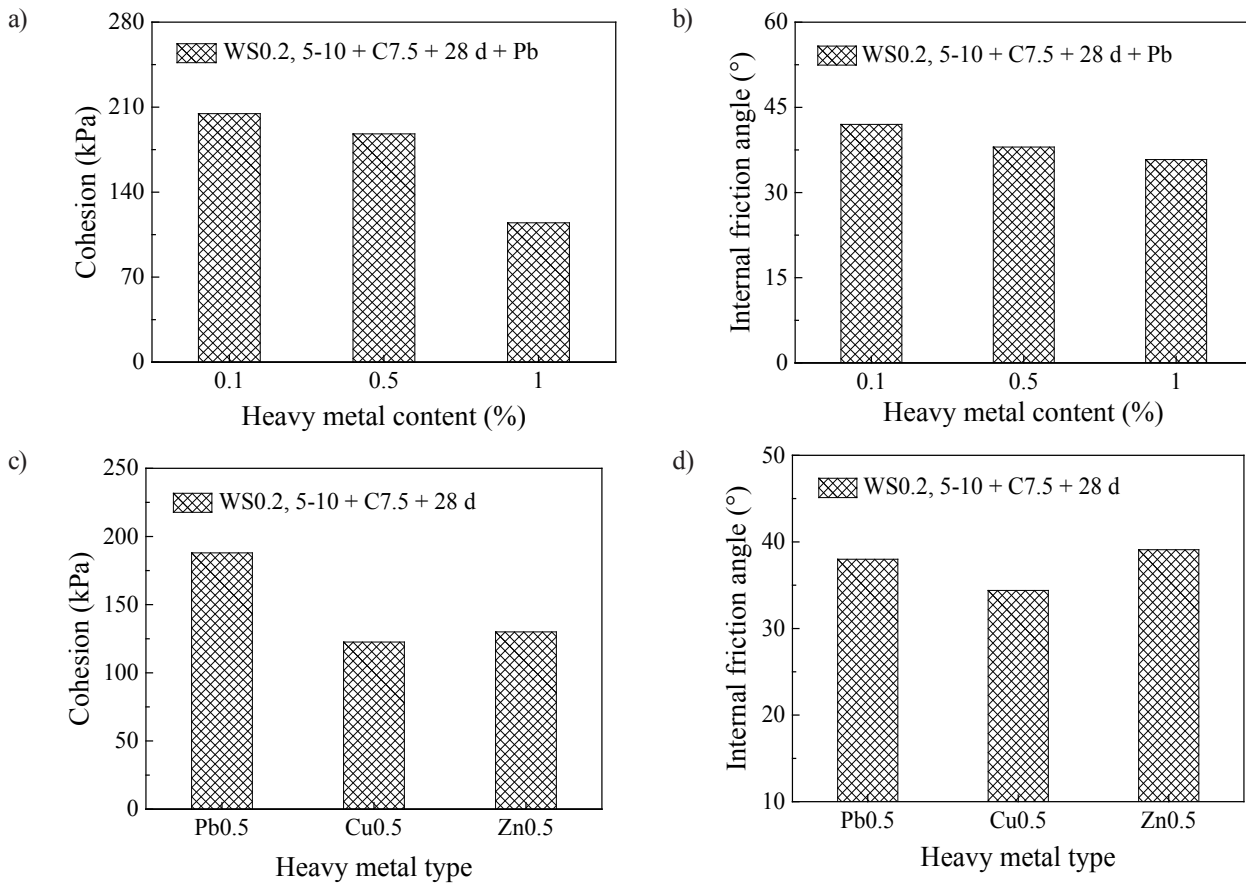 a)
280
210
140
70
0
Cohesion (kPa)
WS0.2, 5-10 + C7.5 + 28 d + Pb
0.1 0.5 1
Heavy metal content (%)
b)
60
45
30
15
0
Internal friction angle (°)
WS0.2, 5-10 + C7.5 + 28 d + Pb
0.1 0.5 1
Heavy metal content (%)
c)
250
200
150
100
50
0
Cohesion (kPa)
WS0.2, 5-10 + C7.5 + 28 d
Pb0.5 Cu0.5 Zn0.5
Heavy metal type
d)
50
40
30
20
10
Internal friction angle (°)
WS0.2, 5-10 + C7.5 + 28 d
Pb0.5 Cu0.5 Zn0.5
Heavy metal type